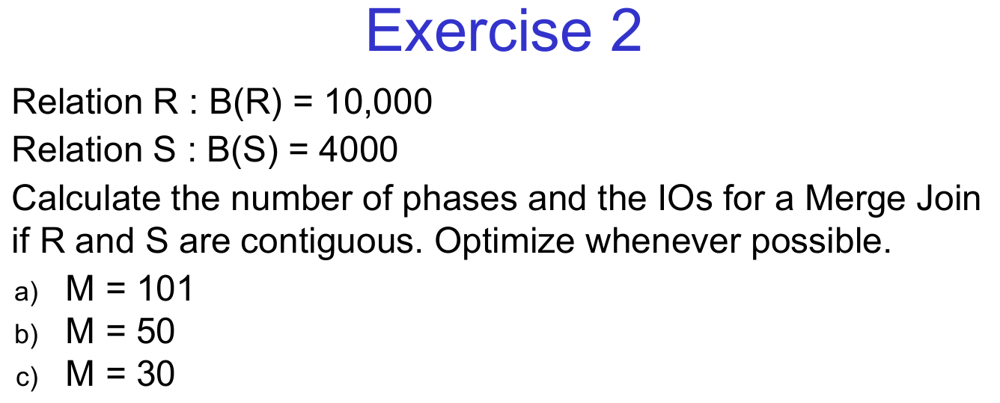 Exercise 2
Relation R : B(R) = 10,000
Relation S : B(S) = 4000
Calculate the number of phases and the IOs for a Merge Join
if R and S are contiguous. Optimize whenever possible.
a) M = 101
b) M = 50
c) M = 30